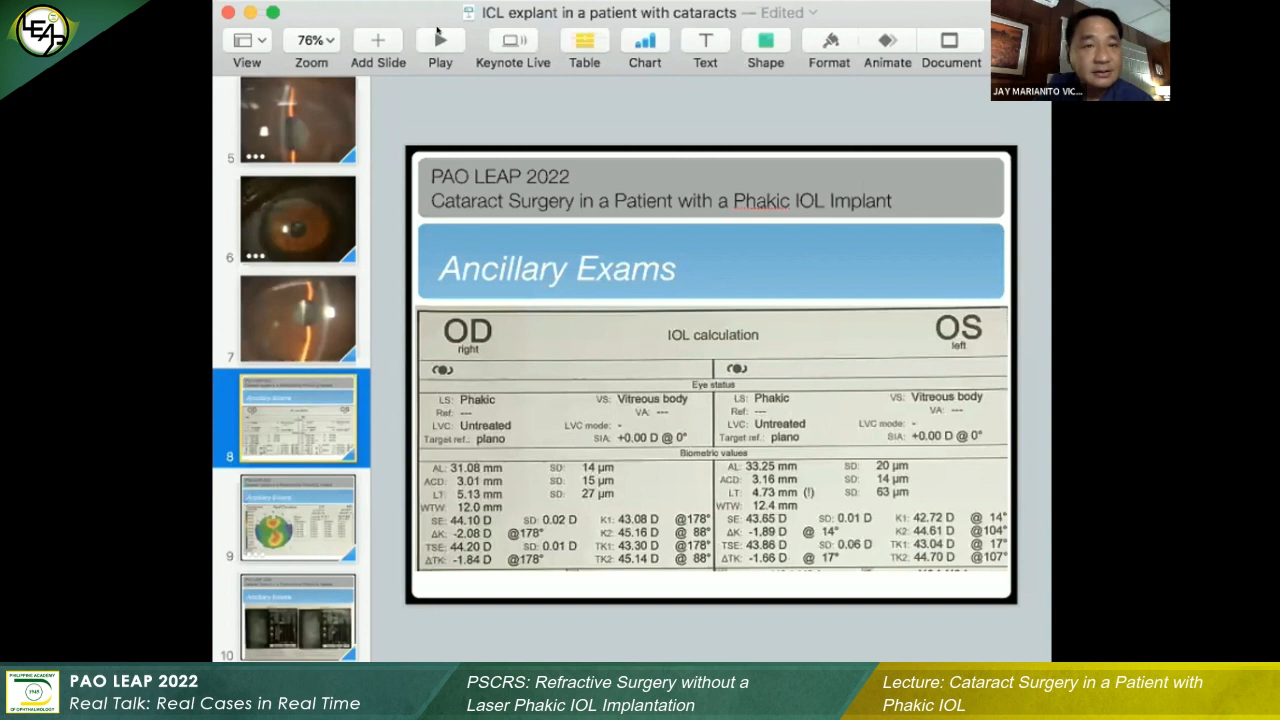 LEAP
ICL explant in a patient with cataracts — Edited
View
76%
Zoom
Add Slide
Play
Keynote Live
Table
Chart
Text
Shape
Format
Animate
Document
JAY MARIANITO VIC...
5
6
7
8
9
10
PAO LEAP 2022
Cataract Surgery in a Patient with a Phakic IOL Implant
Ancillary Exams
OD right IOL calculation OS left
Eye status
LS: Phakic VS: Vitreous body LS: Phakic VS: Vitreous body
Ref: --- VA: --- Ref: --- VA: ---
LVC: Untreated LVC mode: - LVC: Untreated LVC mode: -
Target ref.: plano SIA: +0.00 D @ 0° Target ref.: plano SIA: +0.00 D @ 0°
Biometric values
AL: 31.08 mm SD: 14 µm AL: 33.25 mm SD: 20 µm
ACD: 3.01 mm SD: 15 µm ACD: 3.16 mm SD: 14 µm
LT: 5.13 mm SD: 27 µm LT: 4.73 mm (!) SD: 63 µm
WTW: 12.0 mm WTW: 12.4 mm
SE: 44.10 D SD: 0.02 D K1: 43.08 D @178° SE: 43.65 D SD: 0.01 D K1: 42.72 D @ 14°
ΔK: -2.08 D @178° K2: 45.16 D @ 88° ΔK: -1.89 D @ 14° K2: 44.61 D @104°
TSE: 44.20 D SD: 0.01 D TK1: 43.30 D @178° TSE: 43.86 D SD: 0.06 D TK1: 43.04 D @ 17°
ΔTK: -1.84 D @178° TK2: 45.14 D @ 88° ΔTK: -1.66 D @ 17° TK2: 44.70 D @107°
PHILIPPINE ACADEMY
1945
OF OPHTHALMOLOGY
PAO LEAP 2022
Real Talk: Real Cases in Real Time
PSCRS: Refractive Surgery without a
Laser Phakic IOL Implantation
Lecture: Cataract Surgery in a Patient with
Phakic IOL